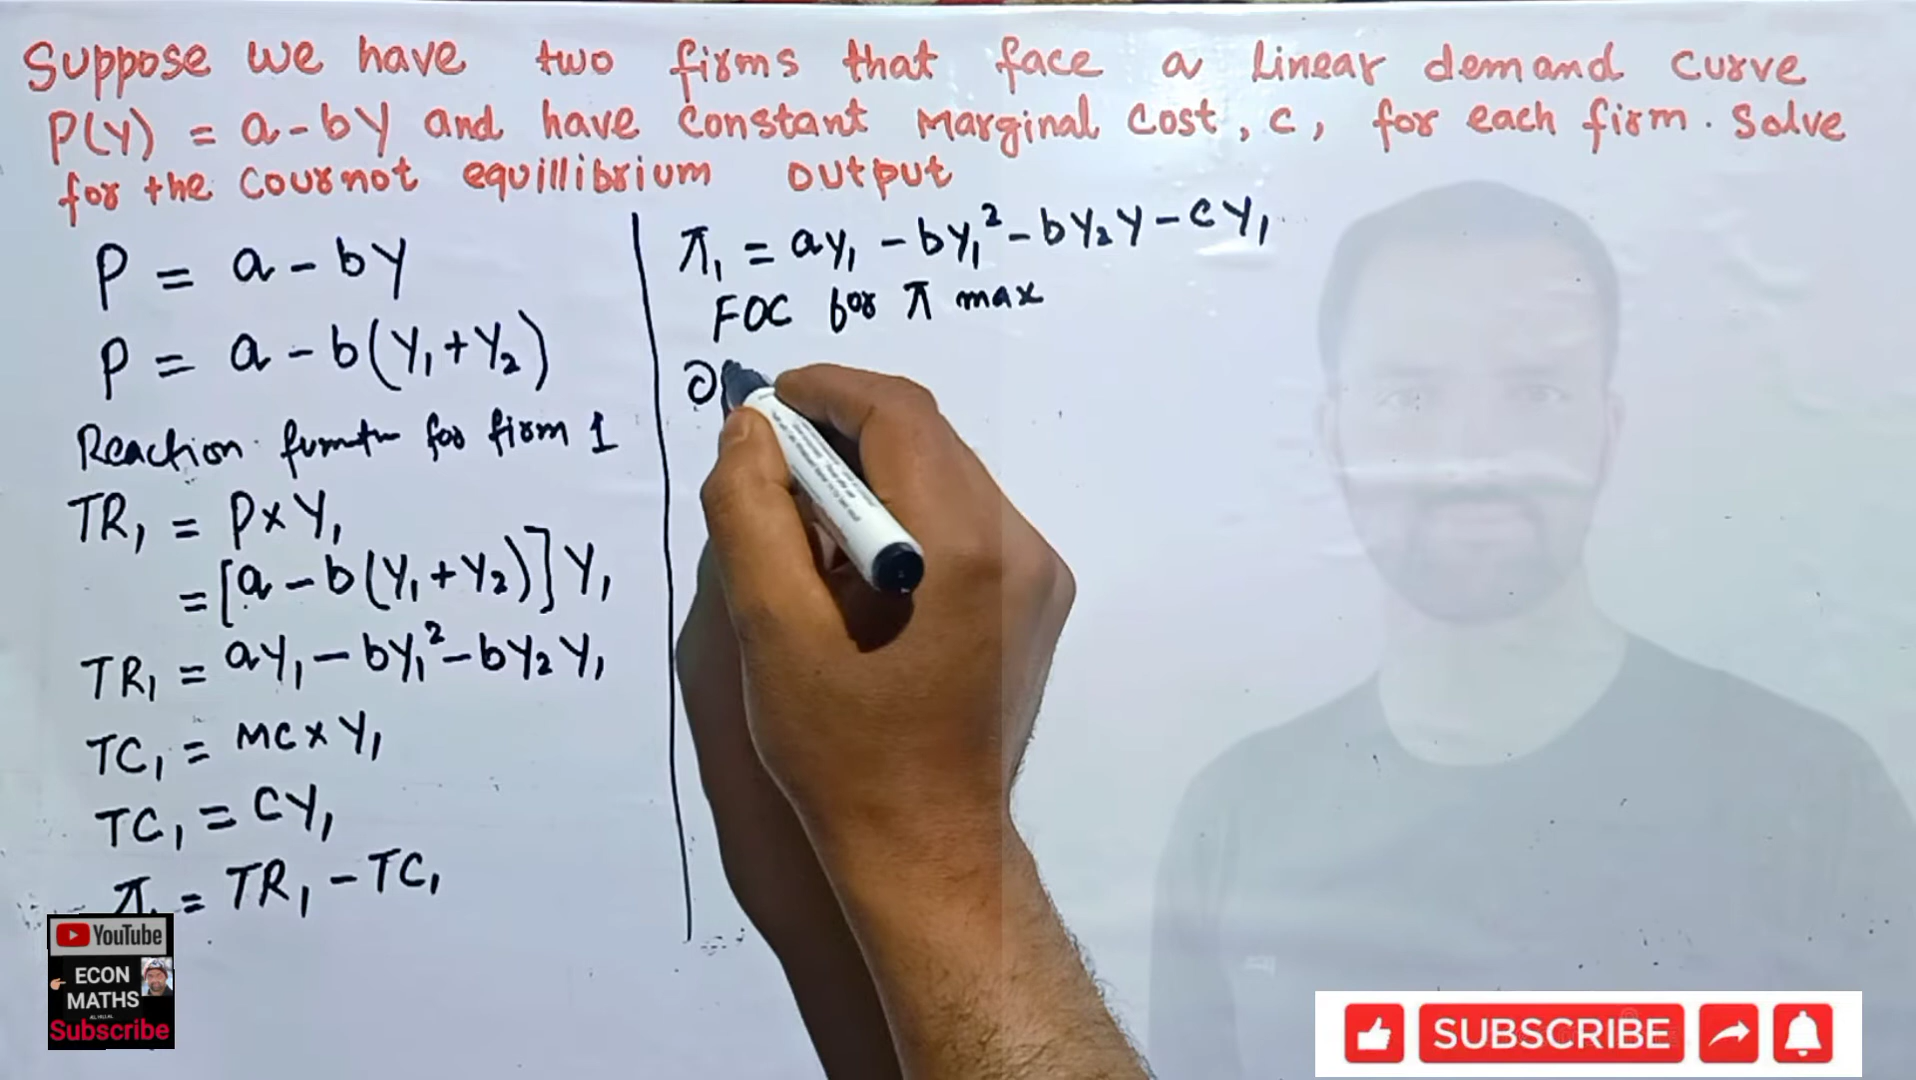 Suppose we have two firms that face a linear demand curve
P(Y) = a-bY and have constant Marginal Cost, c, for each firm. Solve
for the cournot equillibrium output
P = a - bY
P = a - b(Y₁+Y₂)
Reaction for firm 1
TR₁ = P×Y₁
= [a - b(Y₁+Y₂)]Y₁
TR₁ = aY₁ - bY₁² - bY₂Y₁
TC₁ = MC×Y₁
TC₁ = CY₁
π₁ = TR₁ - TC₁
π₁ = aY₁ - bY₁² - bY₂Y - CY₁
FOC for π max
∂
YouTube
ECON
MATHS
Subscribe
SUBSCRIBE